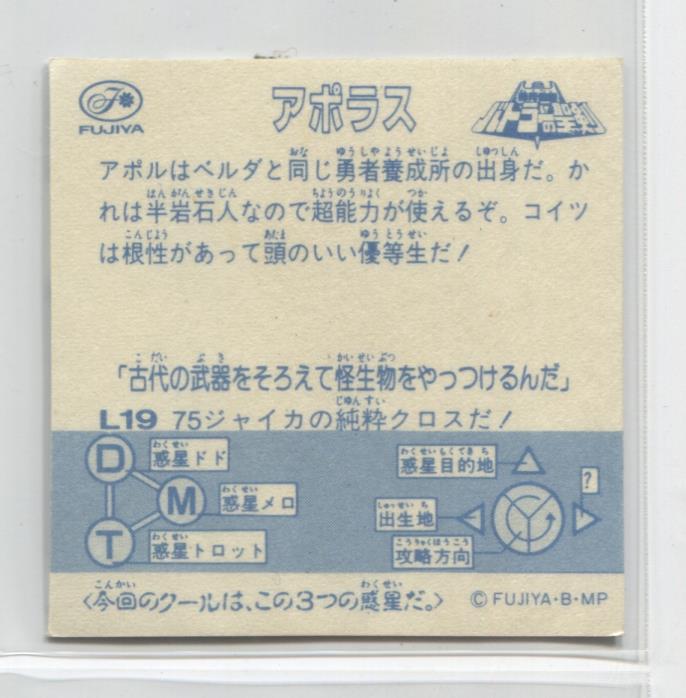 FUJIYA
アポラス
バトラーの聖剣
アポルはベルダと同じ勇者養成所の出身だ。か
れは半岩石人なので超能力が使えるぞ。コイツ
は根性があって頭のいい優等生だ！
「古代の武器をそろえて怪生物をやっつけるんだ」
L19 75ジャイカの純粋クロスだ！
D 惑星ドド
M 惑星メロ
T 惑星トロット
惑星目的地
?
出生地
攻略方向
〈今回のクールは、この3つの惑星だ。〉
©FUJIYA・B・MP